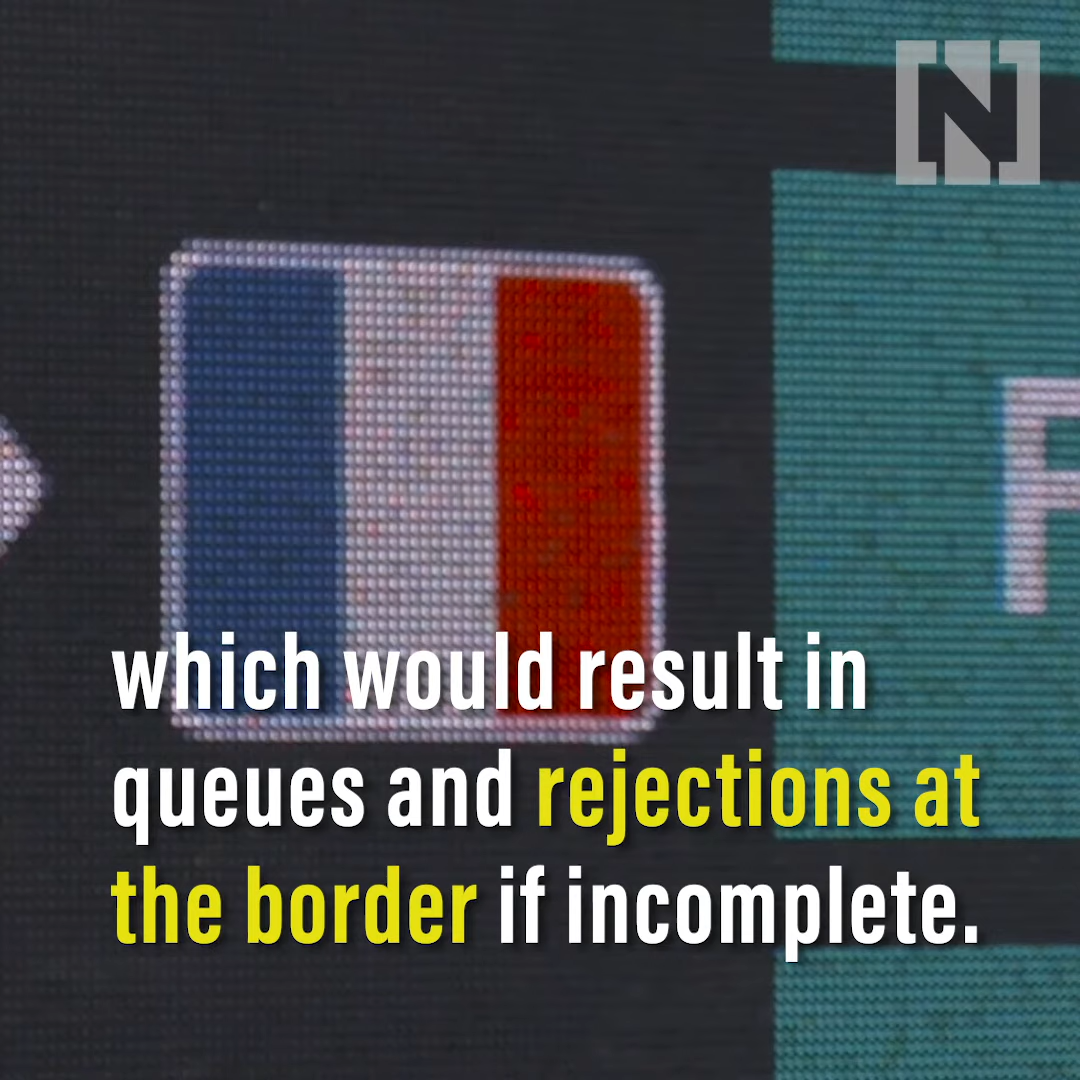 [N]
F
which would result in
queues and rejections at
the border if incomplete.